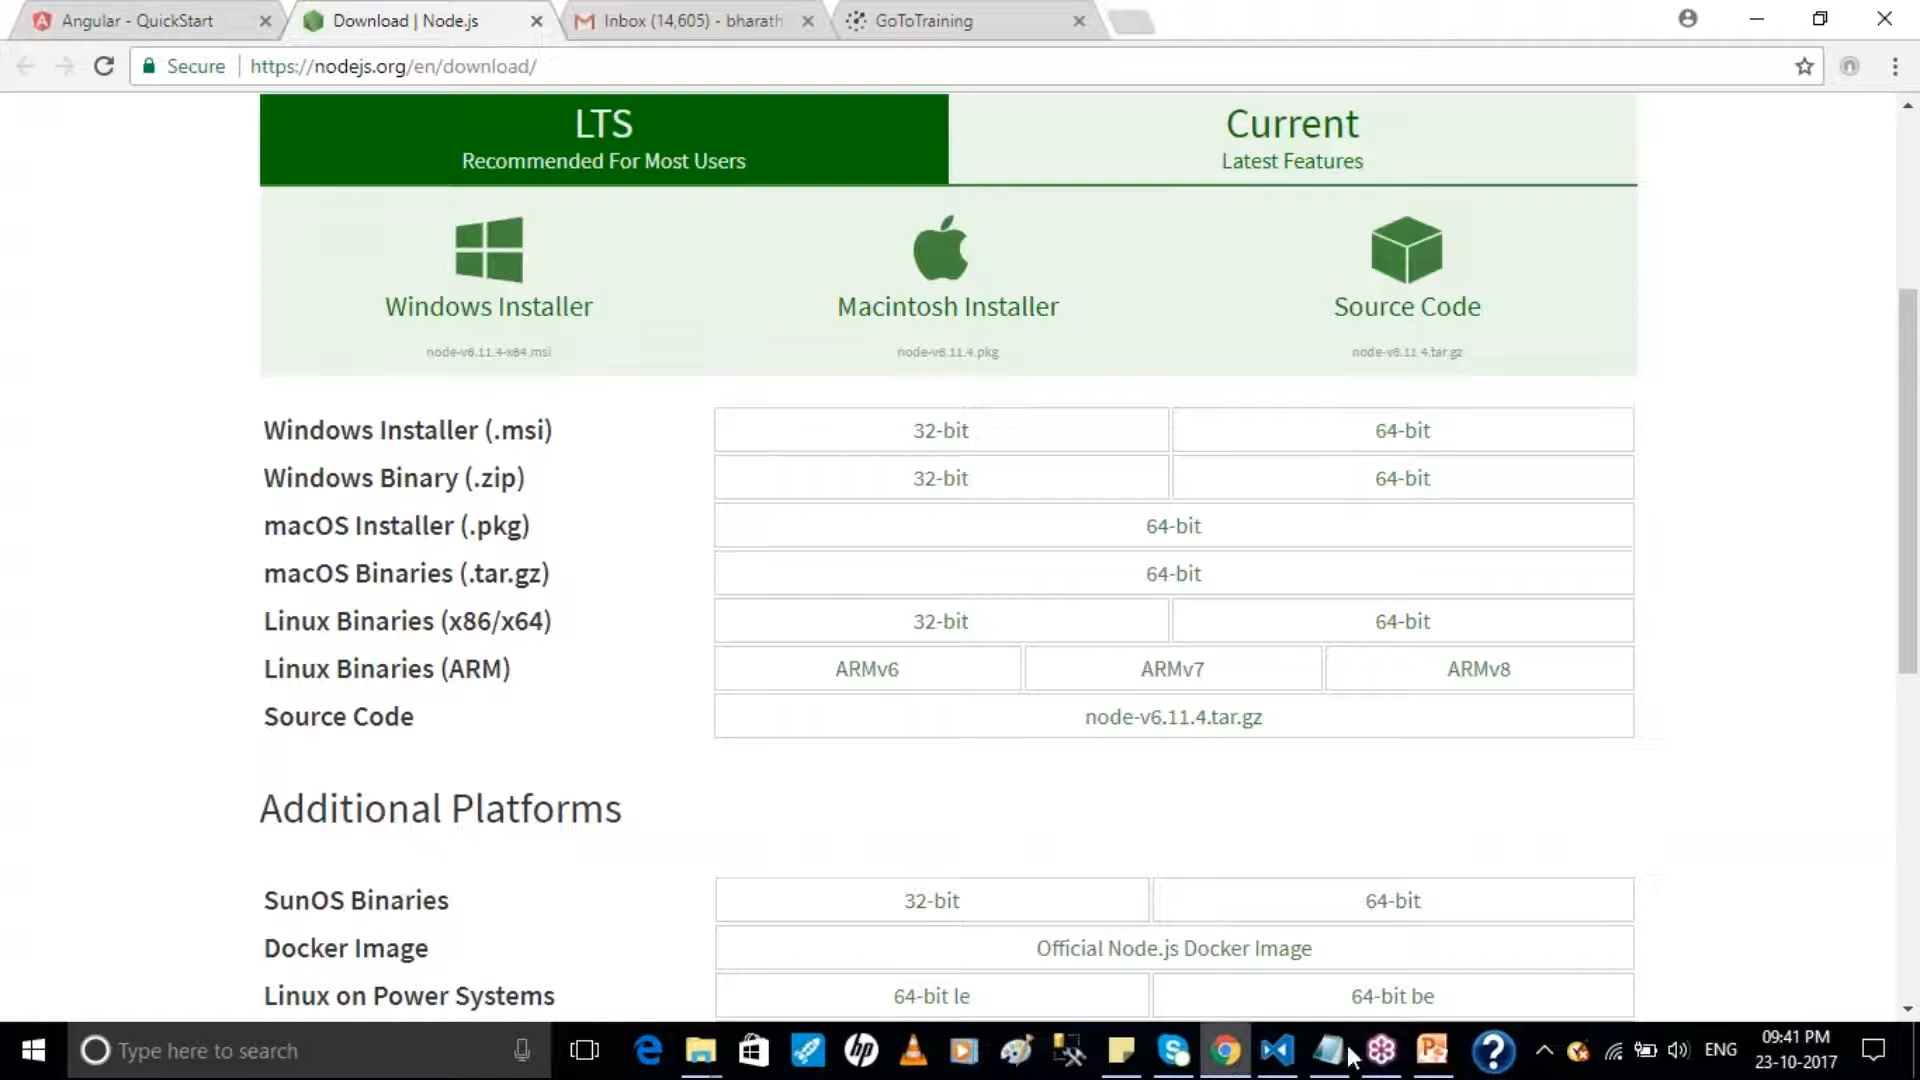 Angular - QuickStart
Download | Node.js
Inbox (14,605) - bharath
GoToTraining
Secure
https://nodejs.org/en/download/
LTS
Recommended For Most Users
Current
Latest Features
Windows Installer
Macintosh Installer
Source Code
node-v6.11.4-x64.msi
node-v6.11.4.pkg
node-v6.11.4.tar.gz
Windows Installer (.msi)
32-bit
64-bit
Windows Binary (.zip)
32-bit
64-bit
macOS Installer (.pkg)
64-bit
macOS Binaries (.tar.gz)
64-bit
Linux Binaries (x86/x64)
32-bit
64-bit
Linux Binaries (ARM)
ARMv6
ARMv7
ARMv8
Source Code
node-v6.11.4.tar.gz
Additional Platforms
SunOS Binaries
32-bit
64-bit
Docker Image
Official Node.js Docker Image
Linux on Power Systems
64-bit le
64-bit be
Type here to search
ENG
09:41 PM
23-10-2017